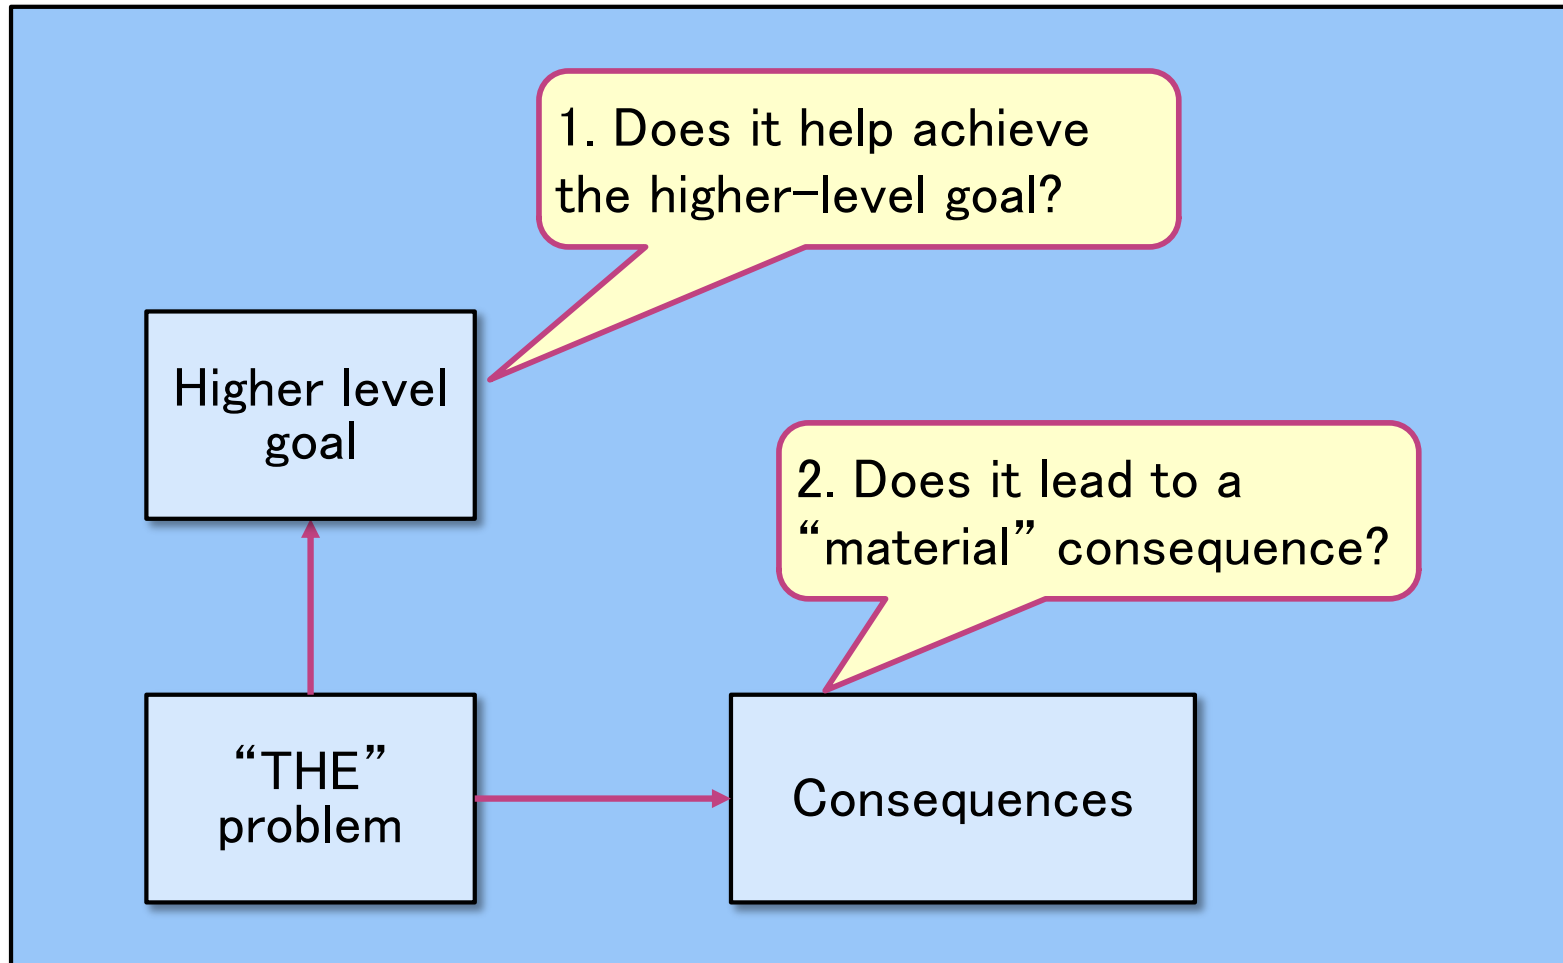 1. Does it help achieve
the higher-level goal?
Higher level
goal
2. Does it lead to a
“material” consequence?
“THE”
problem
Consequences